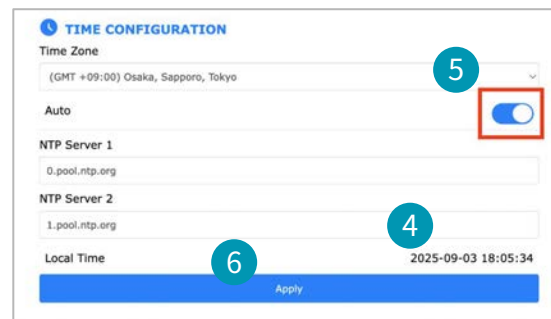 TIME CONFIGURATION
Time Zone
(GMT +09:00) Osaka, Sapporo, Tokyo
5
Auto
NTP Server 1
0.pool.ntp.org
NTP Server 2
1.pool.ntp.org
4
Local Time 2025-09-03 18:05:34
6
Apply